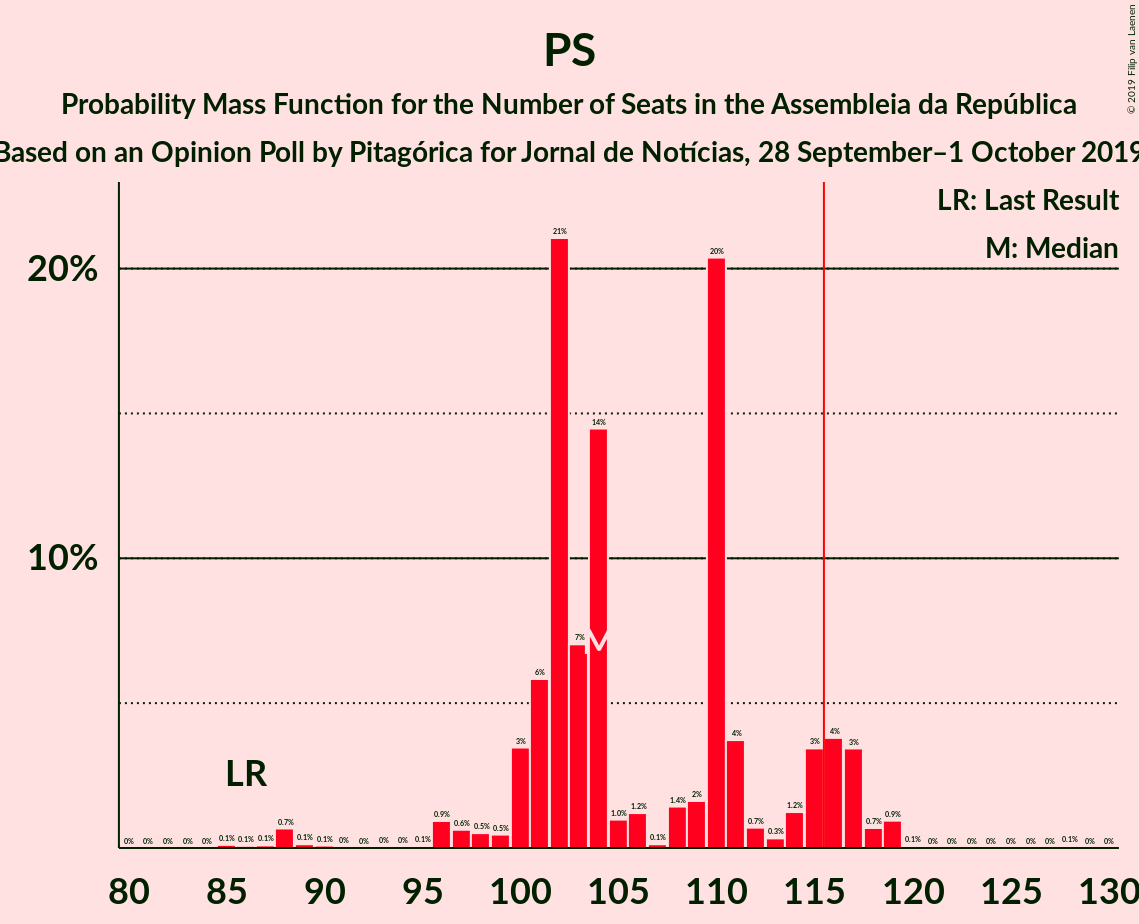 PS
Probability Mass Function for the Number of Seats in the Assembleia da República
Based on an Opinion Poll by Pitagórica for Jornal de Notícias, 28 September–1 October 2019
© 2019 Filip van Laenen
LR: Last Result
M: Median
20%
10%
LR
M
0% 0% 0% 0% 0% 0.1% 0.1% 0.1% 0.7% 0.1% 0.1% 0% 0% 0% 0% 0.1% 0.9% 0.6% 0.5% 0.5% 3% 6% 21% 7% 14% 1.0% 1.2% 0.1% 1.4% 2% 20% 4% 0.7% 0.3% 1.2% 3% 4% 3% 0.7% 0.9% 0.1% 0% 0% 0% 0% 0% 0% 0% 0.1% 0% 0%
80 85 90 95 100 105 110 115 120 125 130